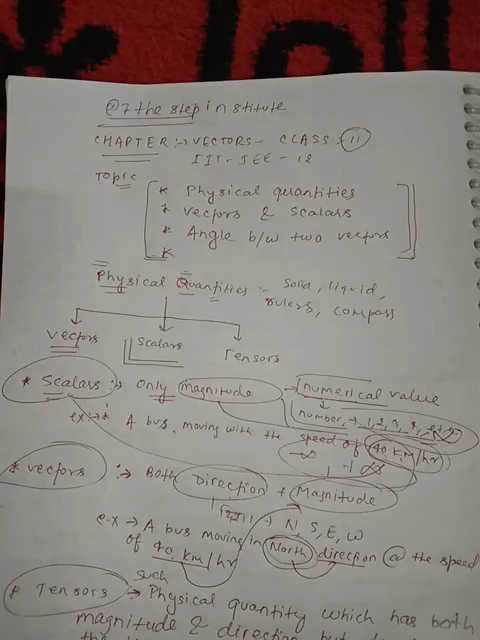 @7 the step institute
CHAPTER :→ VECTORS - CLASS : 11
IIT - JEE - 12
Topic
* Physical quantities
* vectors & scalars
* Angle b/w two vectors
*
Physical Quantities :- Solid, liquid,
rulers, compass
Vectors
Scalars
Tensors
* Scalars :→ Only magnitude → numerical value
number, → 1, 2, 3,
ex :→ * A bus, moving with the speed of 40 km/hr
-∞ +∞
* vectors :→ Both Direction + Magnitude
→ N, S, E, W
e.x → A bus moving in North direction @ the speed
of 40 km/hr
such
* Tensors → Physical quantity which has both
magnitude & direction but